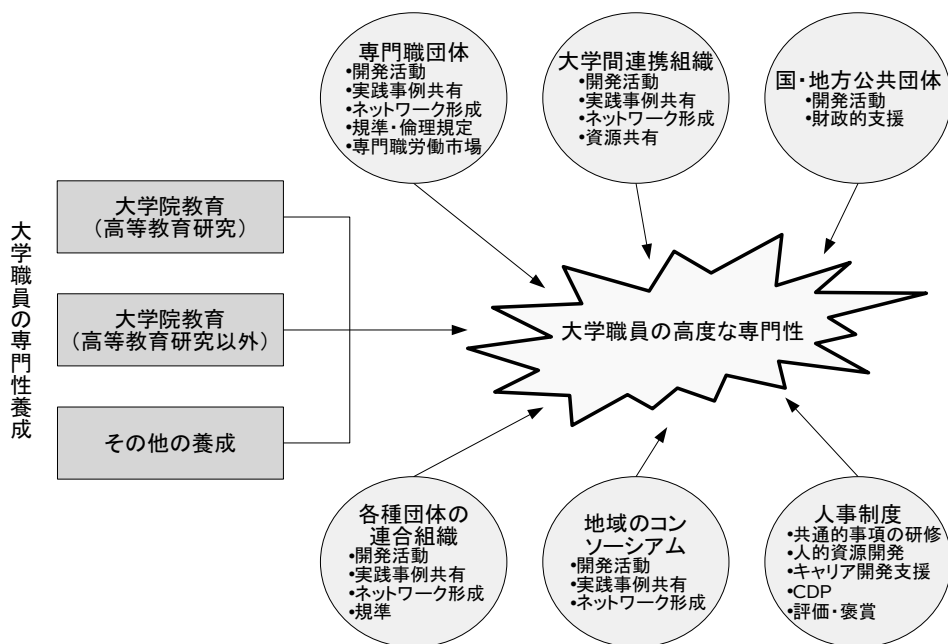 専門職団体
•開発活動
•実践事例共有
•ネットワーク形成
•規準・倫理規定
•専門職労働市場
大学間連携組織
•開発活動
•実践事例共有
•ネットワーク形成
•資源共有
国・地方公共団体
•開発活動
•財政的支援
大学職員の専門性養成
大学院教育
（高等教育研究）
大学院教育
（高等教育研究以外）
その他の養成
大学職員の高度な専門性
各種団体の
連合組織
•開発活動
•実践事例共有
•ネットワーク形成
•規準
地域のコン
ソーシアム
•開発活動
•実践事例共有
•ネットワーク形成
人事制度
•共通的事項の研修
•人的資源開発
•キャリア開発支援
•CDP
•評価・褒賞